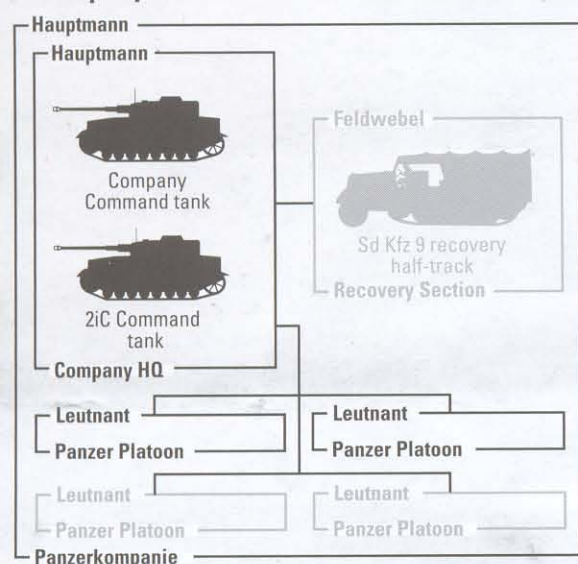 Hauptmann
Hauptmann
Company
Command tank
2iC Command
tank
Company HQ
Feldwebel
Sd Kfz 9 recovery
half-track
Recovery Section
Leutnant
Panzer Platoon
Leutnant
Panzer Platoon
Leutnant
Panzer Platoon
Leutnant
Panzer Platoon
Panzerkompanie